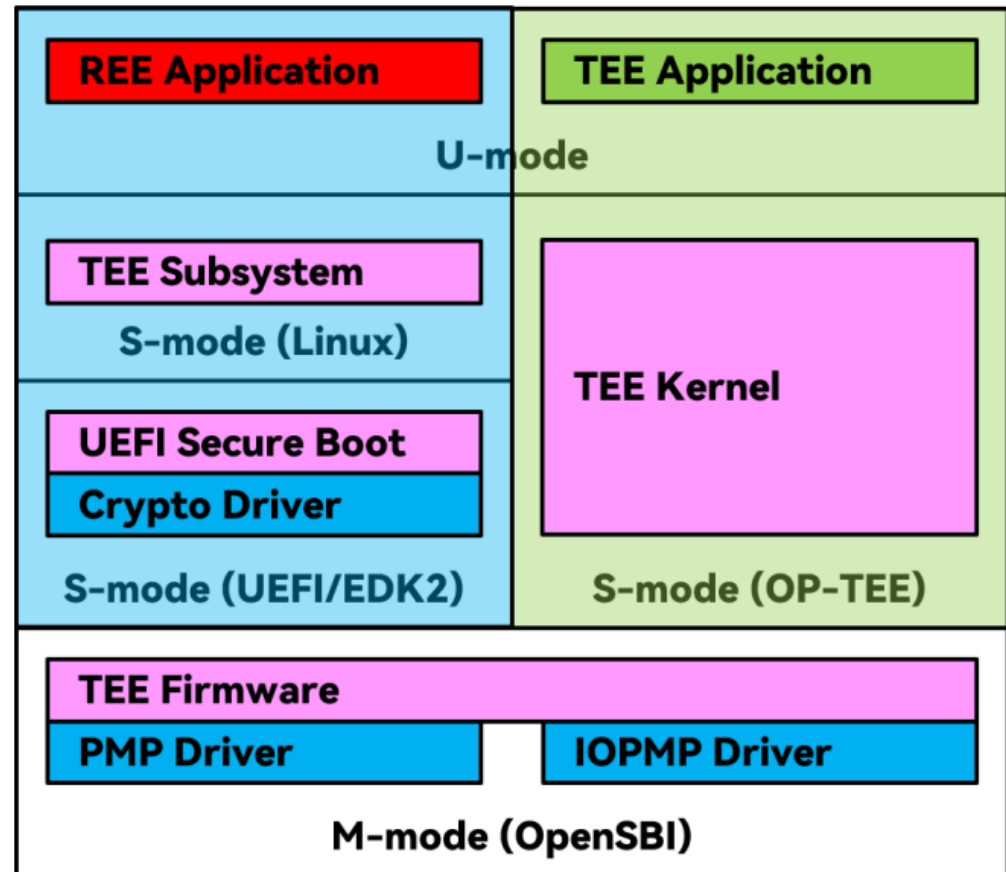 REE Application
TEE Application
U-mode
TEE Subsystem
S-mode (Linux)
TEE Kernel
UEFI Secure Boot
Crypto Driver
S-mode (UEFI/EDK2)
S-mode (OP-TEE)
TEE Firmware
PMP Driver
IOPMP Driver
M-mode (OpenSBI)